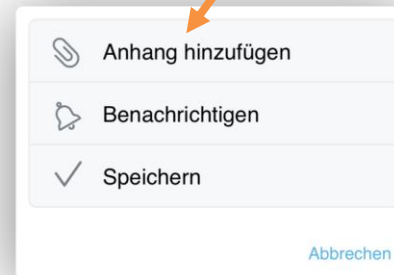 Anhang hinzufügen
Benachrichtigen
Speichern
Abbrechen